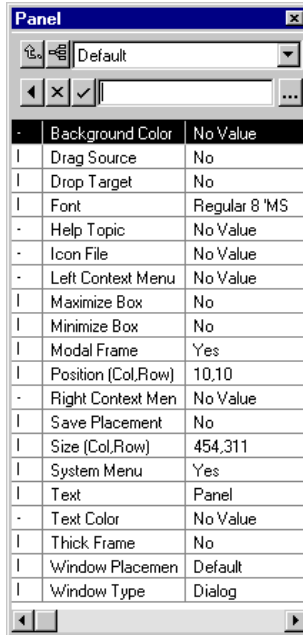 Panel
Default
...
- Background Color No Value
I Drag Source No
I Drop Target No
I Font Regular 8 'MS
- Help Topic No Value
- Icon File No Value
- Left Context Menu No Value
I Maximize Box No
I Minimize Box No
I Modal Frame Yes
I Position (Col,Row) 10,10
- Right Context Men No Value
I Save Placement No
I Size (Col,Row) 454,311
I System Menu Yes
I Text Panel
- Text Color No Value
I Thick Frame No
I Window Placemen Default
I Window Type Dialog